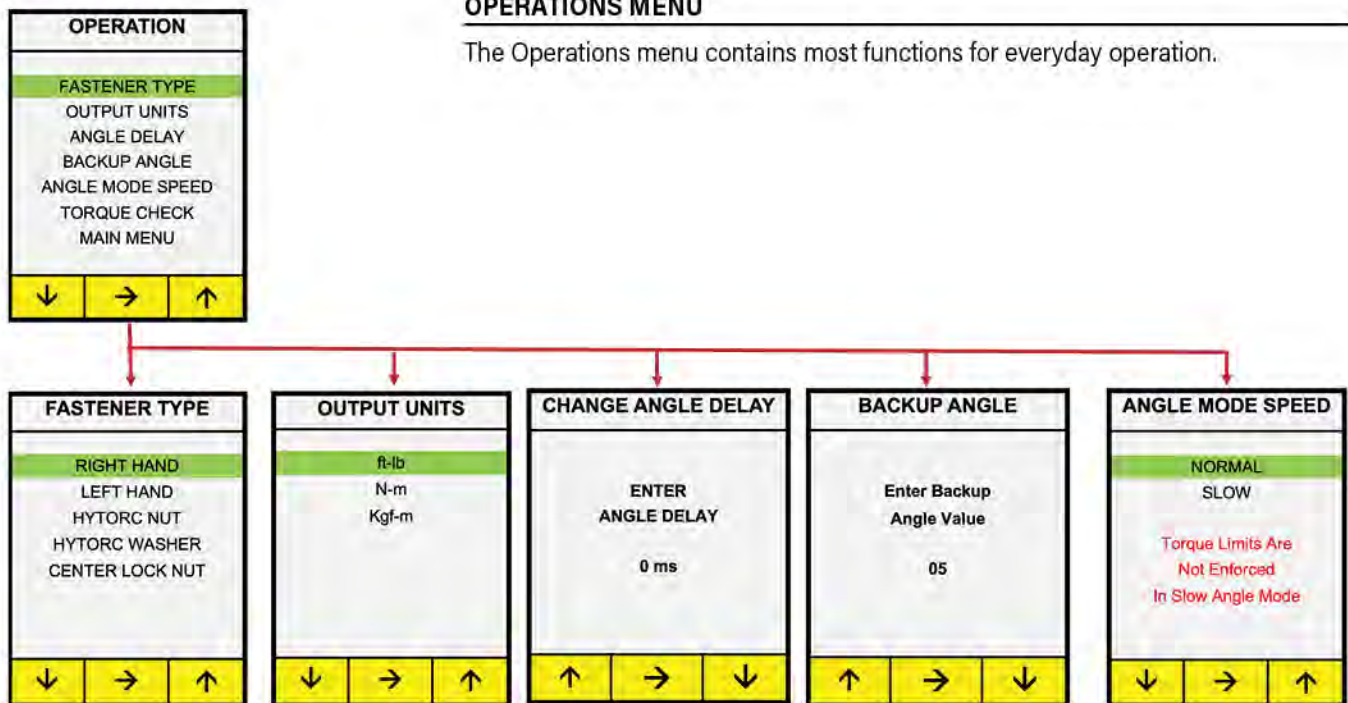 OPERATIONS MENU
The Operations menu contains most functions for everyday operation.
OPERATION
FASTENER TYPE
OUTPUT UNITS
ANGLE DELAY
BACKUP ANGLE
ANGLE MODE SPEED
TORQUE CHECK
MAIN MENU
↓ → ↑
FASTENER TYPE
RIGHT HAND
LEFT HAND
HYTORC NUT
HYTORC WASHER
CENTER LOCK NUT
↓ → ↑
OUTPUT UNITS
ft-lb
N-m
Kgf-m
↓ → ↑
CHANGE ANGLE DELAY
ENTER
ANGLE DELAY
0 ms
↑ → ↓
BACKUP ANGLE
Enter Backup
Angle Value
05
↑ → ↓
ANGLE MODE SPEED
NORMAL
SLOW
Torque Limits Are
Not Enforced
In Slow Angle Mode
↓ → ↑